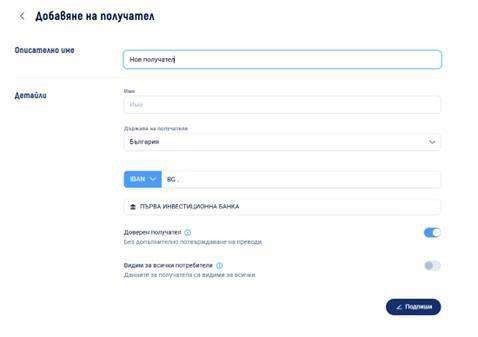 Добавяне на получател
Описателно име
Нов получател
Детайли
Име
Име
Държава на получателя
България
IBAN
BG .
ПЪРВА ИНВЕСТИЦИОННА БАНКА
Доверен получател
Без допълнително потвърждаване на преводи
Видим за всички потребители
Данните за получателя са видими за всички
Подпиши